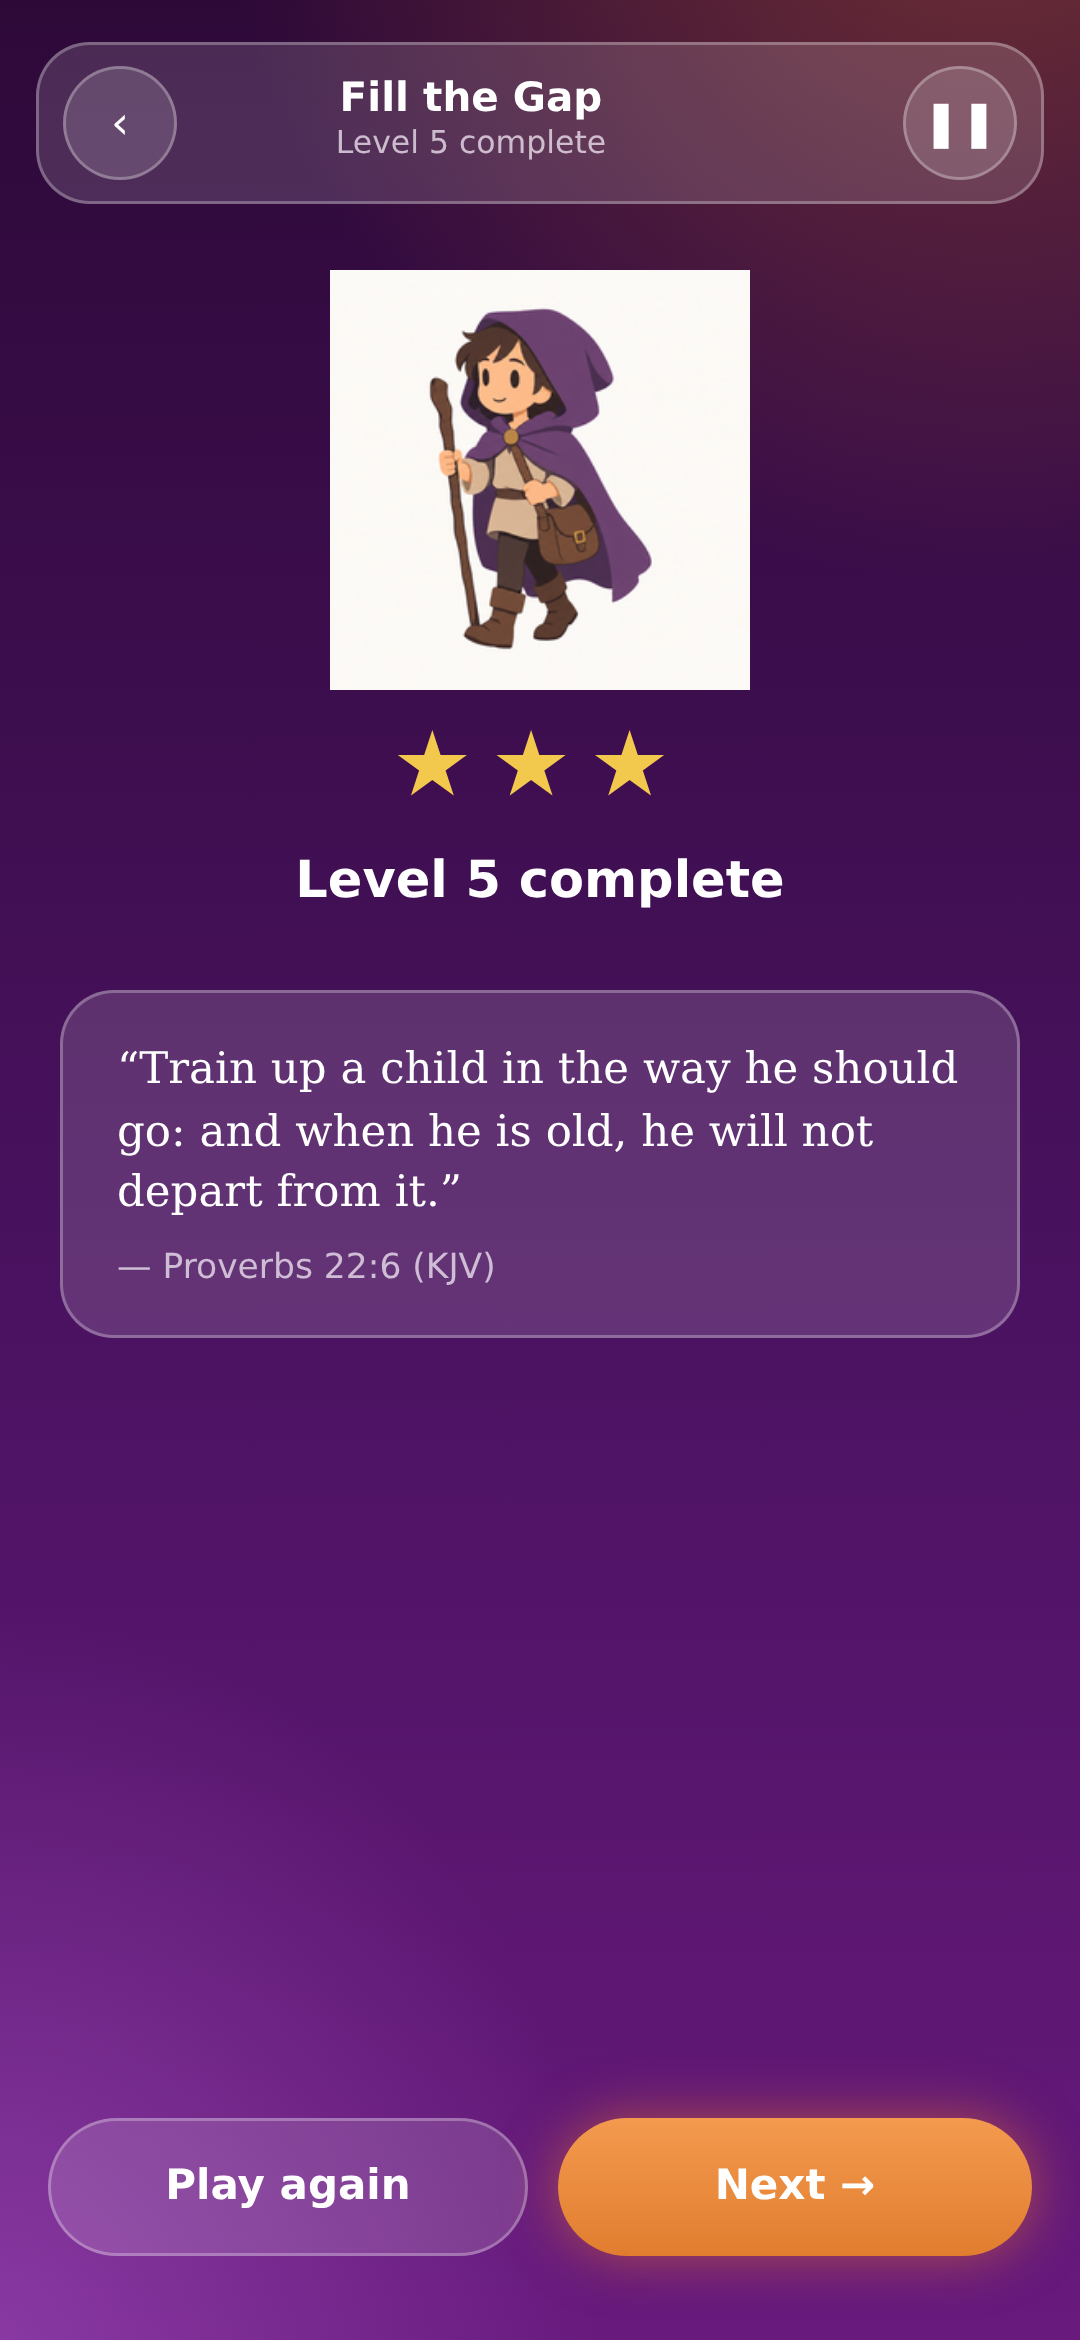 Fill the Gap
Level 5 complete
Level 5 complete
“Train up a child in the way he should
go: and when he is old, he will not
depart from it.”
— Proverbs 22:6 (KJV)
Play again
Next →